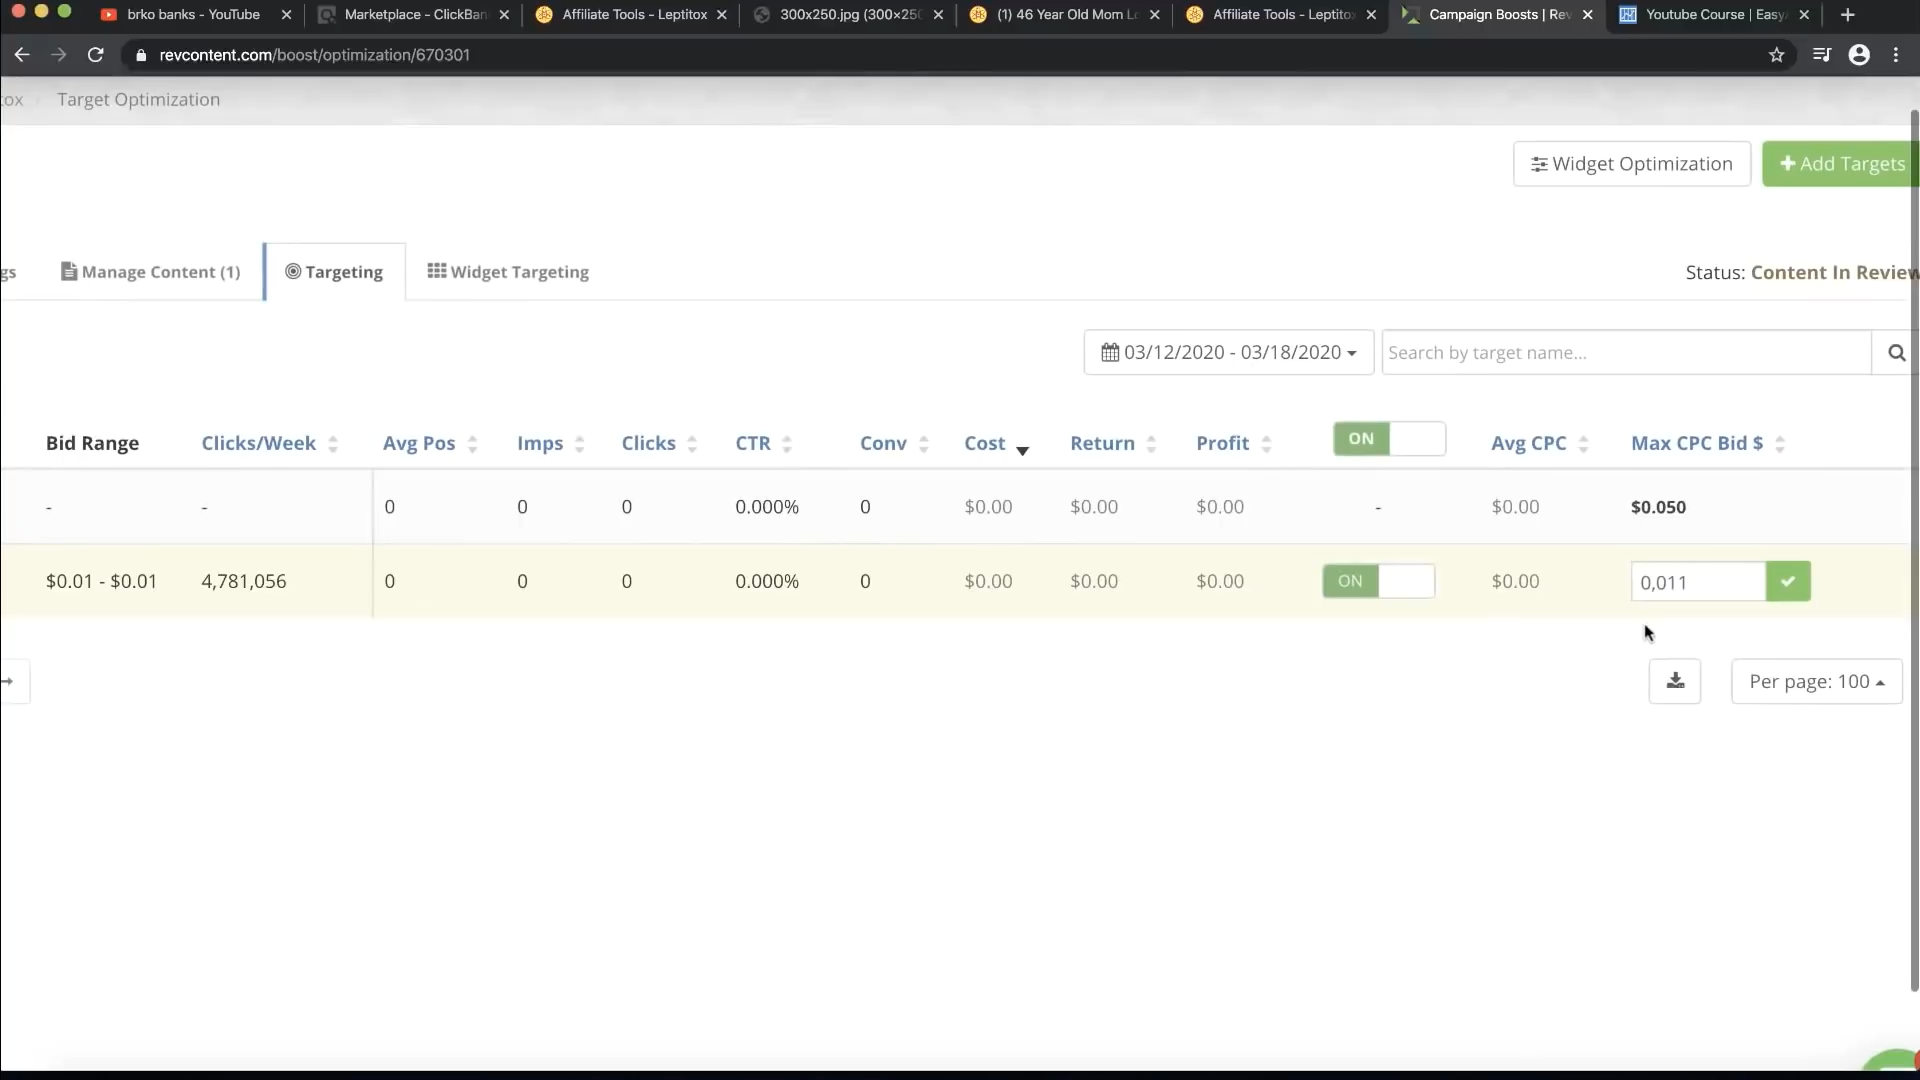 brko banks - YouTube
Marketplace - ClickBan
Affiliate Tools - Leptitox
300x250.jpg (300×250
(1) 46 Year Old Mom Lo
Affiliate Tools - Leptitox
Campaign Boosts | Rev
Youtube Course | Easy
revcontent.com/boost/optimization/670301
tox Target Optimization
Widget Optimization
+ Add Targets
gs
Manage Content (1)
Targeting
Widget Targeting
Status: Content In Review
03/12/2020 - 03/18/2020
Search by target name...
Bid Range Clicks/Week Avg Pos Imps Clicks CTR Conv Cost Return Profit ON Avg CPC Max CPC Bid $
- - 0 0 0 0.000% 0 $0.00 $0.00 $0.00 - $0.00 $0.050
$0.01 - $0.01 4,781,056 0 0 0 0.000% 0 $0.00 $0.00 $0.00 ON $0.00 0,011
Per page: 100